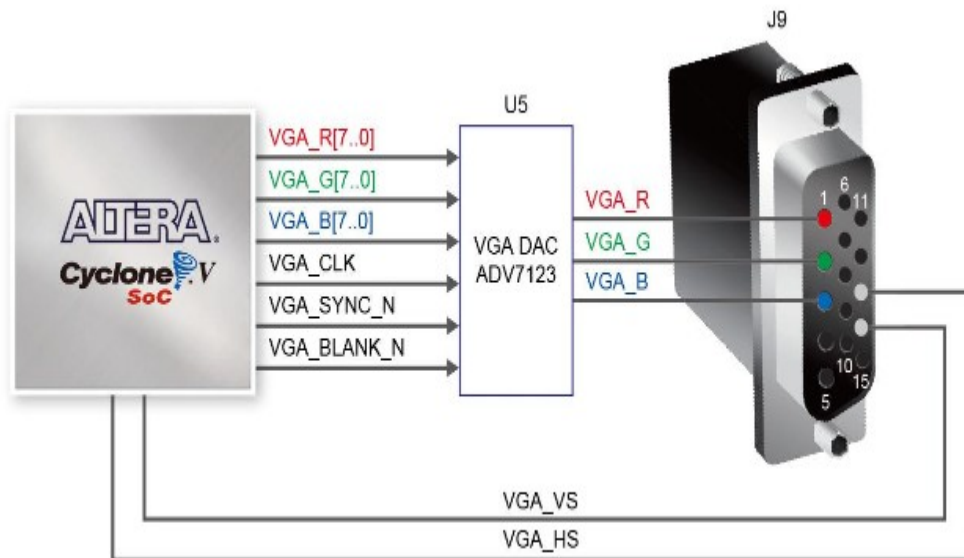 J9
U5
VGA_R[7..0]
VGA_G[7..0]
VGA_B[7..0]
VGA_CLK
VGA_SYNC_N
VGA_BLANK_N
ALTERA®
Cyclone V
SoC
VGA DAC
ADV7123
VGA_R
VGA_G
VGA_B
1
6
11
5
10
15
VGA_VS
VGA_HS